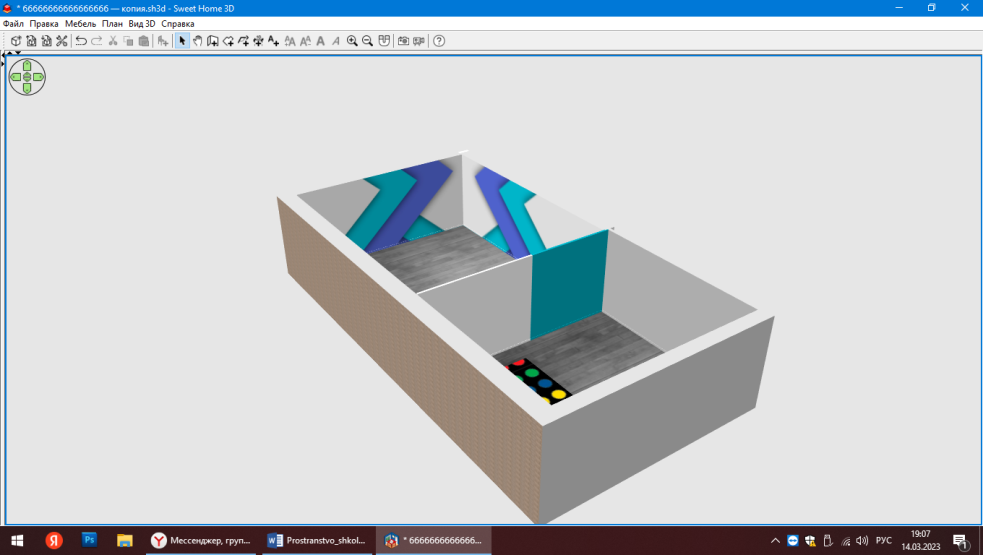 * 66666666666666666 — копия.sh3d - Sweet Home 3D
Файл Правка Мебель План Вид 3D Справка
Мессенджер, груп...
Prostranstvo_shkol...
* 6666666666666...
РУС
19:07
14.03.2023